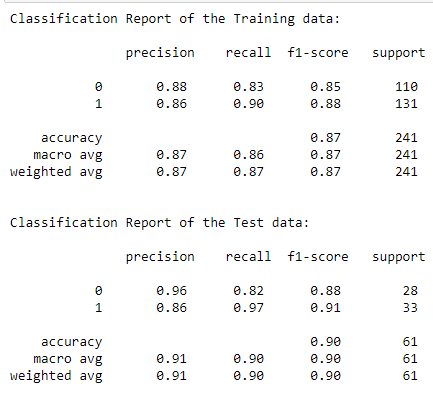 Classification Report of the Training data:
precision recall f1-score support
0 0.88 0.83 0.85 110
1 0.86 0.90 0.88 131
accuracy 0.87 241
macro avg 0.87 0.86 0.87 241
weighted avg 0.87 0.87 0.87 241
Classification Report of the Test data:
precision recall f1-score support
0 0.96 0.82 0.88 28
1 0.86 0.97 0.91 33
accuracy 0.90 61
macro avg 0.91 0.90 0.90 61
weighted avg 0.91 0.90 0.90 61